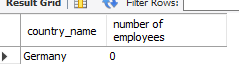 Result Grid Filter Rows:
country_name number of
employees
Germany 0